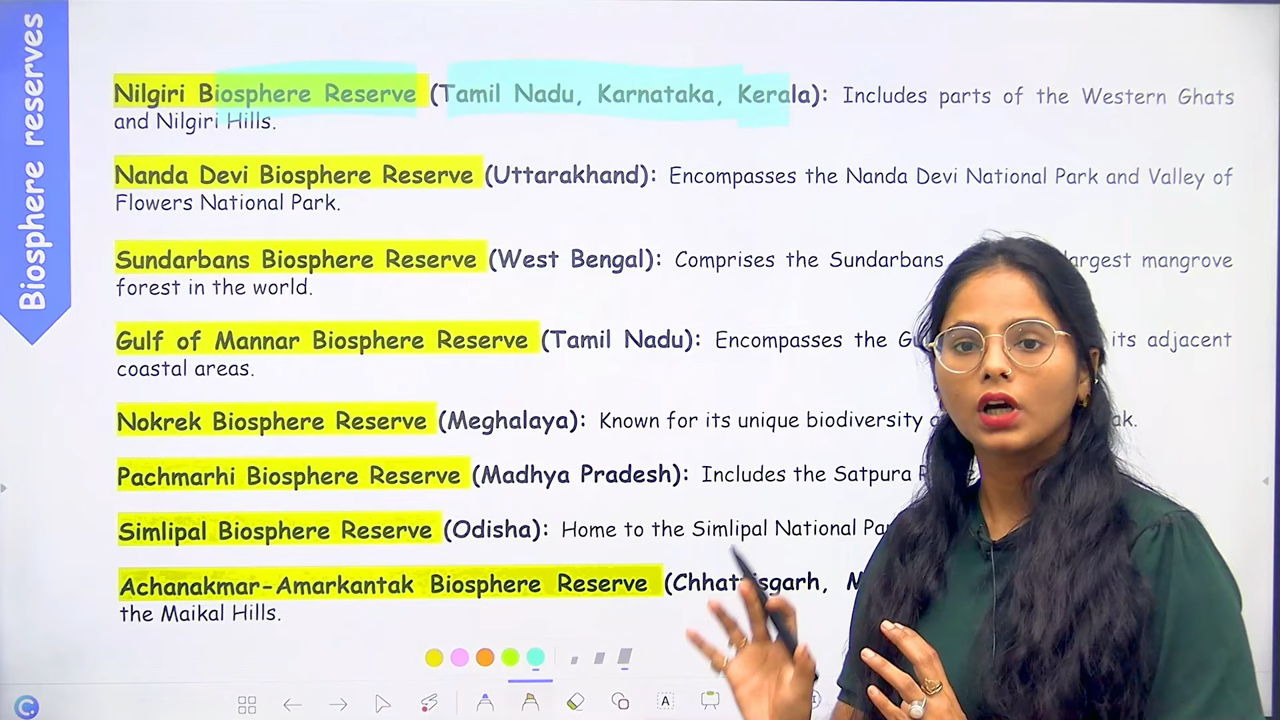 Biosphere reserves
Nilgiri Biosphere Reserve (Tamil Nadu, Karnataka, Kerala): Includes parts of the Western Ghats
and Nilgiri Hills.
Nanda Devi Biosphere Reserve (Uttarakhand): Encompasses the Nanda Devi National Park and Valley of
Flowers National Park.
Sundarbans Biosphere Reserve (West Bengal): Comprises the Sundarbans largest mangrove
forest in the world.
Gulf of Mannar Biosphere Reserve (Tamil Nadu): Encompasses the its adjacent
coastal areas.
Nokrek Biosphere Reserve (Meghalaya): Known for its unique biodiversity
Pachmarhi Biosphere Reserve (Madhya Pradesh): Includes the Satpura
Simlipal Biosphere Reserve (Odisha): Home to the Simlipal National
Achanakmar-Amarkantak Biosphere Reserve (Chhattisgarh,
the Maikal Hills.
A